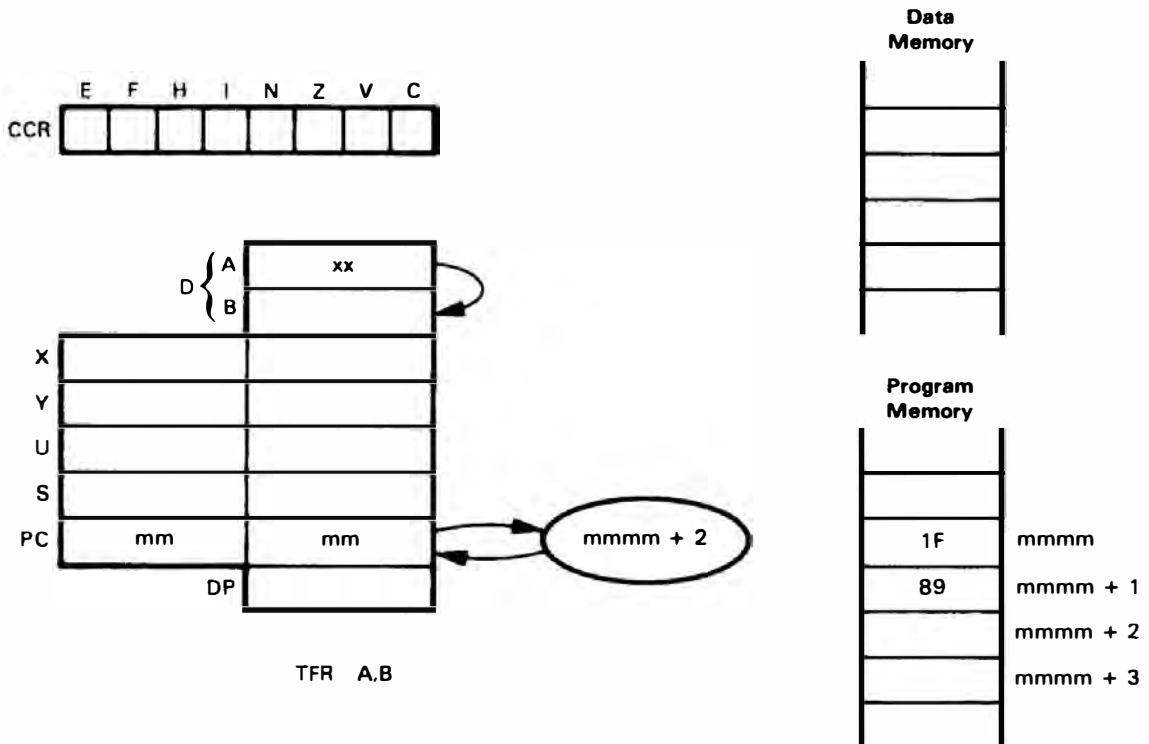 Data
Memory
E F H I N Z V C
CCR
D { A xx
B
X
Y
U
S
PC mm mm
mmmm + 2
DP
TFR A,B
Program
Memory
1F mmmm
89 mmmm + 1
mmmm + 2
mmmm + 3